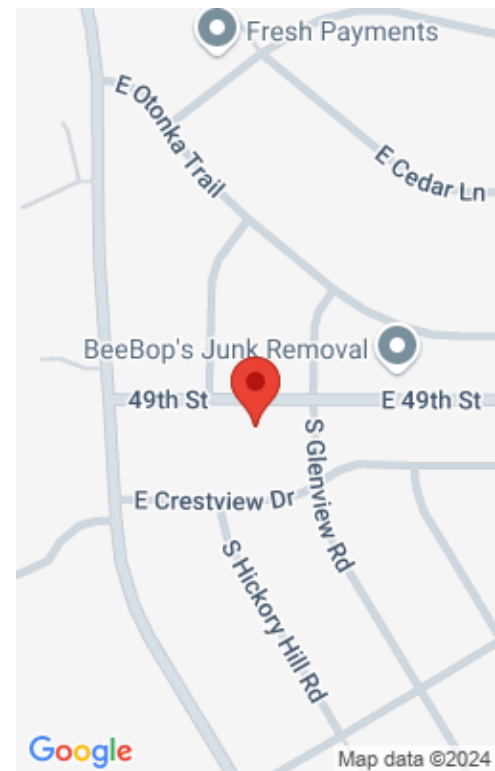 Fresh Payments
E Otonka Trail
E Cedar Ln
BeeBop's Junk Removal
49th St
E 49th St
S Glenview Rd
E Crestview Dr
S Hickory Hill Rd
Google
Map data ©2024